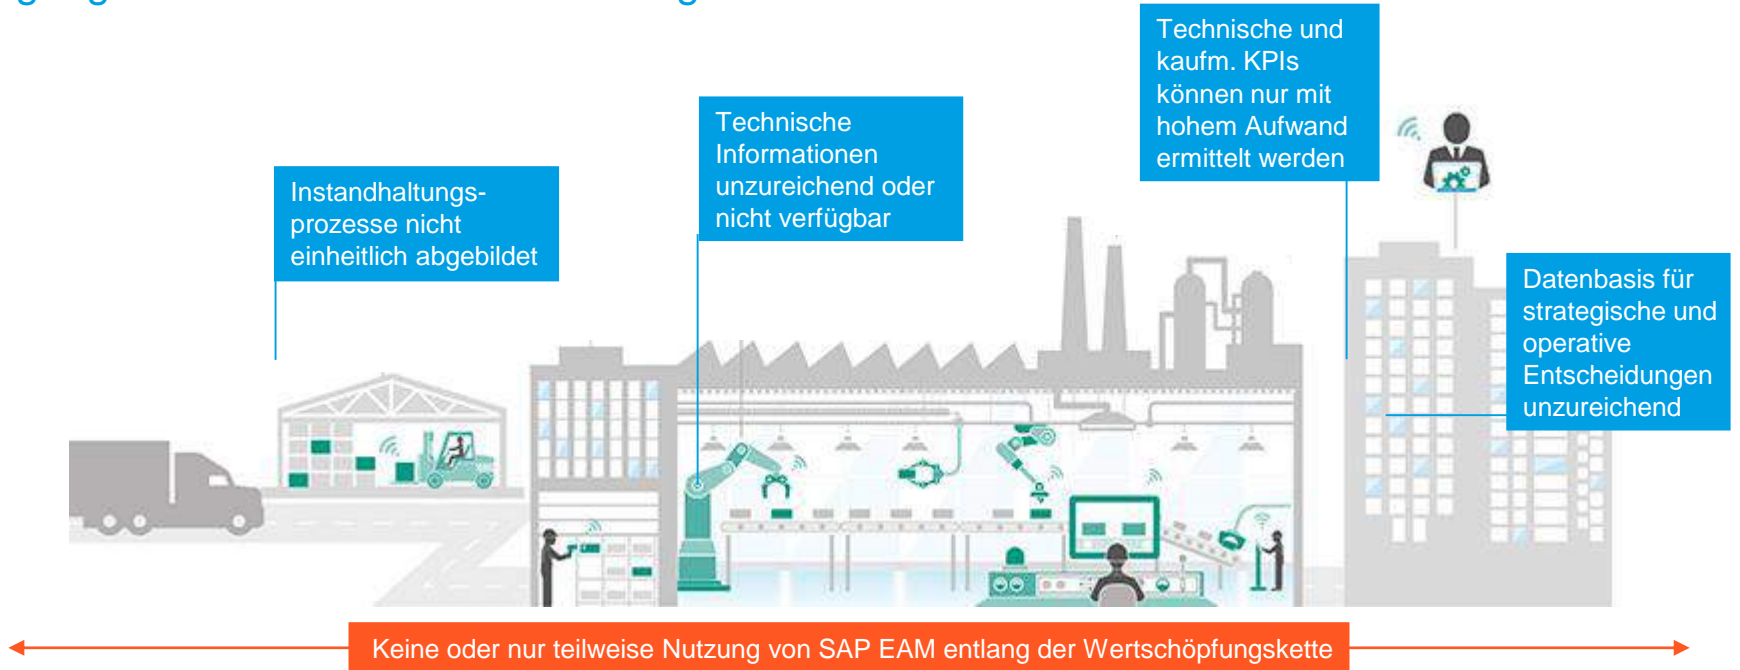 Instandhaltungs-
prozesse nicht
einheitlich abgebildet
Technische
Informationen
unzureichend oder
nicht verfügbar
Technische und
kaufm. KPIs
können nur mit
hohem Aufwand
ermittelt werden
Datenbasis für
strategische und
operative
Entscheidungen
unzureichend
Keine oder nur teilweise Nutzung von SAP EAM entlang der Wertschöpfungskette